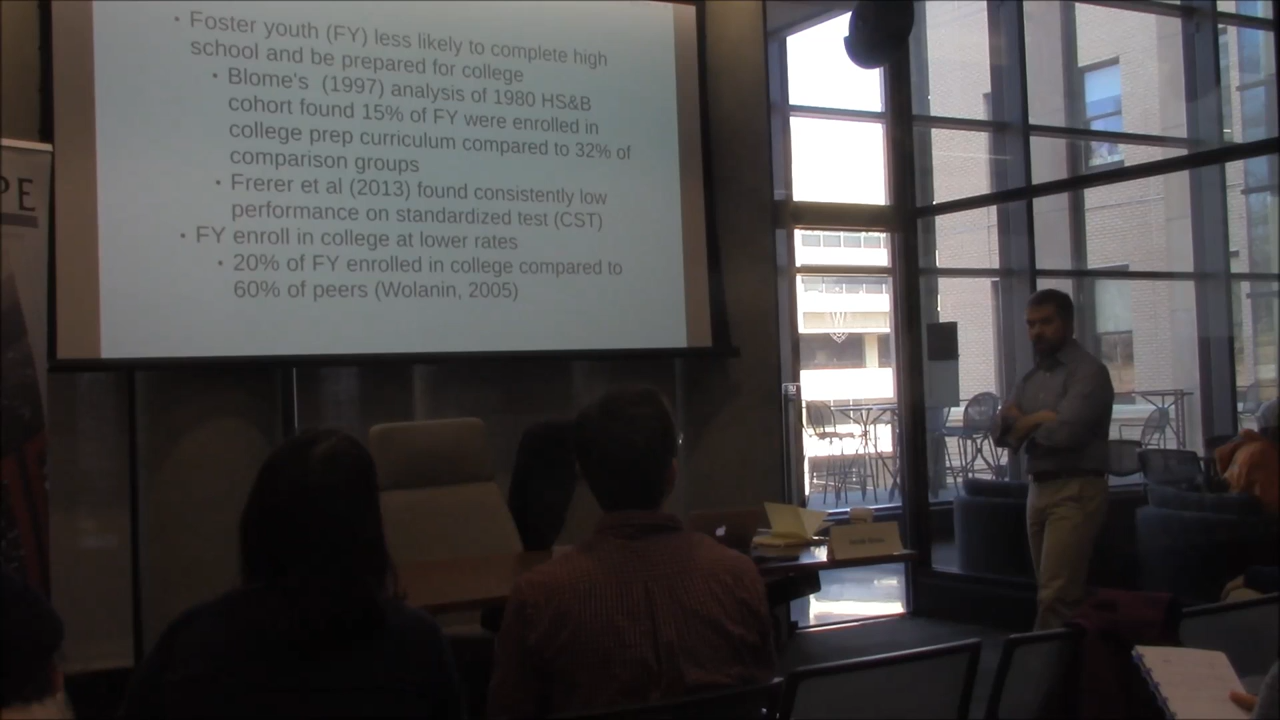 • Foster youth (FY) less likely to complete high
school and be prepared for college
• Blome's (1997) analysis of 1980 HS&B
cohort found 15% of FY were enrolled in
college prep curriculum compared to 32% of
comparison groups
• Frerer et al (2013) found consistently low
performance on standardized test (CST)
• FY enroll in college at lower rates
• 20% of FY enrolled in college compared to
60% of peers (Wolanin, 2005)
PE
W